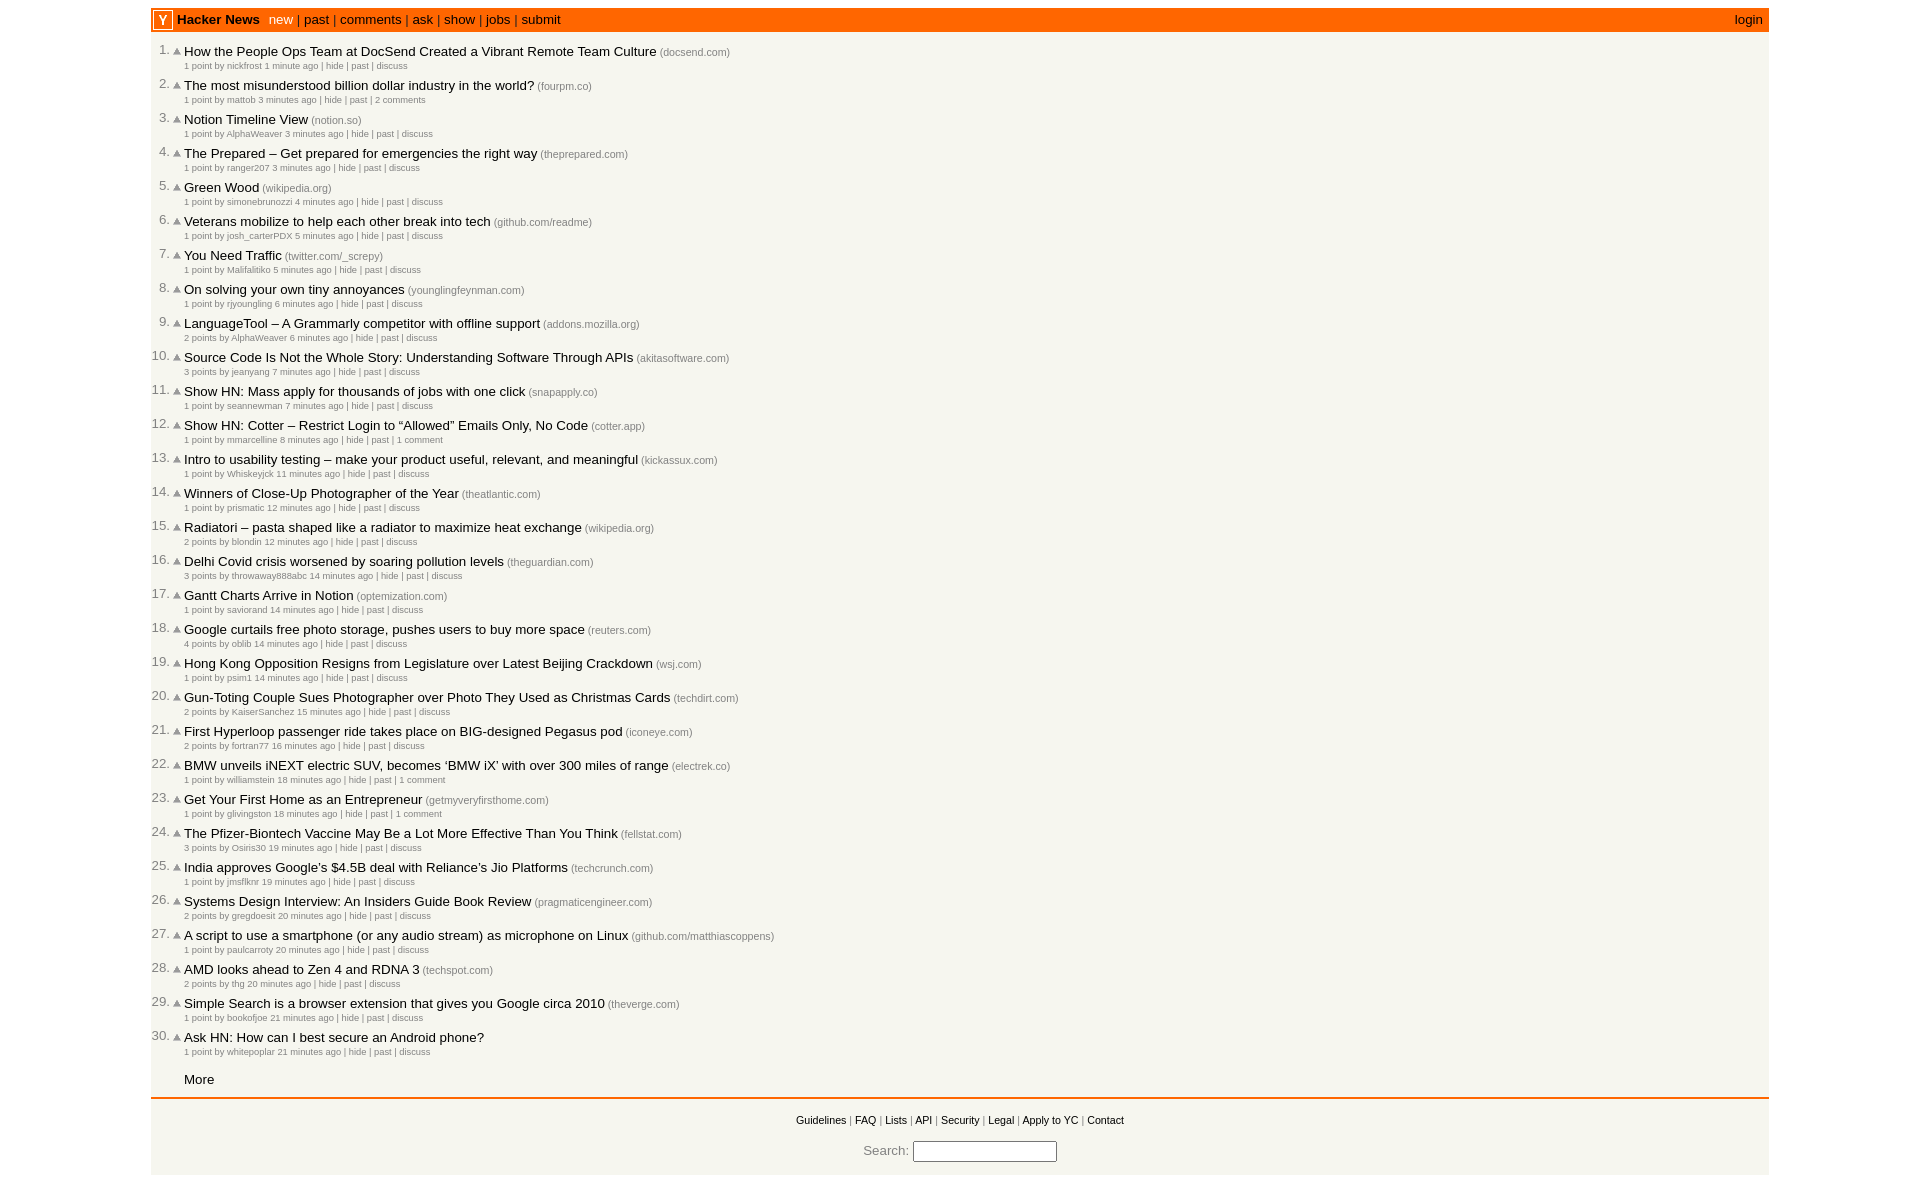 Y Hacker News new | past | comments | ask | show | jobs | submit login
1. How the People Ops Team at DocSend Created a Vibrant Remote Team Culture (docsend.com)
1 point by nickfrost 1 minute ago | hide | past | discuss
2. The most misunderstood billion dollar industry in the world? (fourpm.co)
1 point by mattob 3 minutes ago | hide | past | 2 comments
3. Notion Timeline View (notion.so)
1 point by AlphaWeaver 3 minutes ago | hide | past | discuss
4. The Prepared – Get prepared for emergencies the right way (theprepared.com)
1 point by ranger207 3 minutes ago | hide | past | discuss
5. Green Wood (wikipedia.org)
1 point by simonebrunozzi 4 minutes ago | hide | past | discuss
6. Veterans mobilize to help each other break into tech (github.com/readme)
1 point by josh_carterPDX 5 minutes ago | hide | past | discuss
7. You Need Traffic (twitter.com/_screpy)
1 point by Malifalitiko 5 minutes ago | hide | past | discuss
8. On solving your own tiny annoyances (younglingfeynman.com)
1 point by rjyoungling 6 minutes ago | hide | past | discuss
9. LanguageTool – A Grammarly competitor with offline support (addons.mozilla.org)
2 points by AlphaWeaver 6 minutes ago | hide | past | discuss
10. Source Code Is Not the Whole Story: Understanding Software Through APIs (akitasoftware.com)
3 points by jeanyang 7 minutes ago | hide | past | discuss
11. Show HN: Mass apply for thousands of jobs with one click (snapapply.co)
1 point by seannewman 7 minutes ago | hide | past | discuss
12. Show HN: Cotter – Restrict Login to “Allowed” Emails Only, No Code (cotter.app)
1 point by mmarcelline 8 minutes ago | hide | past | 1 comment
13. Intro to usability testing – make your product useful, relevant, and meaningful (kickassux.com)
1 point by Whiskeyjck 11 minutes ago | hide | past | discuss
14. Winners of Close-Up Photographer of the Year (theatlantic.com)
1 point by prismatic 12 minutes ago | hide | past | discuss
15. Radiatori – pasta shaped like a radiator to maximize heat exchange (wikipedia.org)
2 points by blondin 12 minutes ago | hide | past | discuss
16. Delhi Covid crisis worsened by soaring pollution levels (theguardian.com)
3 points by throwaway888abc 14 minutes ago | hide | past | discuss
17. Gantt Charts Arrive in Notion (optemization.com)
1 point by saviorand 14 minutes ago | hide | past | discuss
18. Google curtails free photo storage, pushes users to buy more space (reuters.com)
4 points by oblib 14 minutes ago | hide | past | discuss
19. Hong Kong Opposition Resigns from Legislature over Latest Beijing Crackdown (wsj.com)
1 point by psim1 14 minutes ago | hide | past | discuss
20. Gun-Toting Couple Sues Photographer over Photo They Used as Christmas Cards (techdirt.com)
2 points by KaiserSanchez 15 minutes ago | hide | past | discuss
21. First Hyperloop passenger ride takes place on BIG-designed Pegasus pod (iconeye.com)
2 points by fortran77 16 minutes ago | hide | past | discuss
22. BMW unveils iNEXT electric SUV, becomes ‘BMW iX’ with over 300 miles of range (electrek.co)
1 point by williamstein 18 minutes ago | hide | past | 1 comment
23. Get Your First Home as an Entrepreneur (getmyveryfirsthome.com)
1 point by glivingston 18 minutes ago | hide | past | 1 comment
24. The Pfizer-Biontech Vaccine May Be a Lot More Effective Than You Think (fellstat.com)
3 points by Osiris30 19 minutes ago | hide | past | discuss
25. India approves Google’s $4.5B deal with Reliance’s Jio Platforms (techcrunch.com)
1 point by jmsflknr 19 minutes ago | hide | past | discuss
26. Systems Design Interview: An Insiders Guide Book Review (pragmaticengineer.com)
2 points by gregdoesit 20 minutes ago | hide | past | discuss
27. A script to use a smartphone (or any audio stream) as microphone on Linux (github.com/matthiascoppens)
1 point by paulcarroty 20 minutes ago | hide | past | discuss
28. AMD looks ahead to Zen 4 and RDNA 3 (techspot.com)
2 points by thg 20 minutes ago | hide | past | discuss
29. Simple Search is a browser extension that gives you Google circa 2010 (theverge.com)
1 point by bookofjoe 21 minutes ago | hide | past | discuss
30. Ask HN: How can I best secure an Android phone?
1 point by whitepoplar 21 minutes ago | hide | past | discuss
More
Guidelines | FAQ | Lists | API | Security | Legal | Apply to YC | Contact
Search: